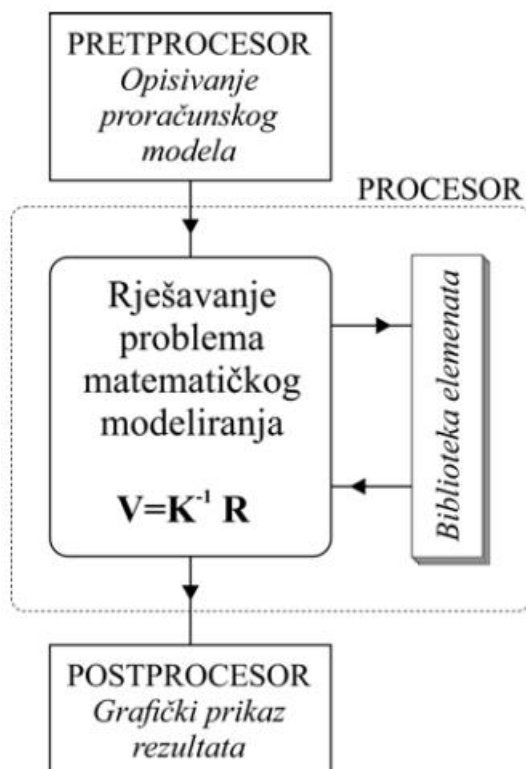 PRETPROCESOR
Opisivanje
proračunskog
modela
PROCESOR
Rješavanje
problema
matematičkog
modeliranja
V=K⁻¹ R
Biblioteka elemenata
POSTPROCESOR
Grafički prikaz
rezultata